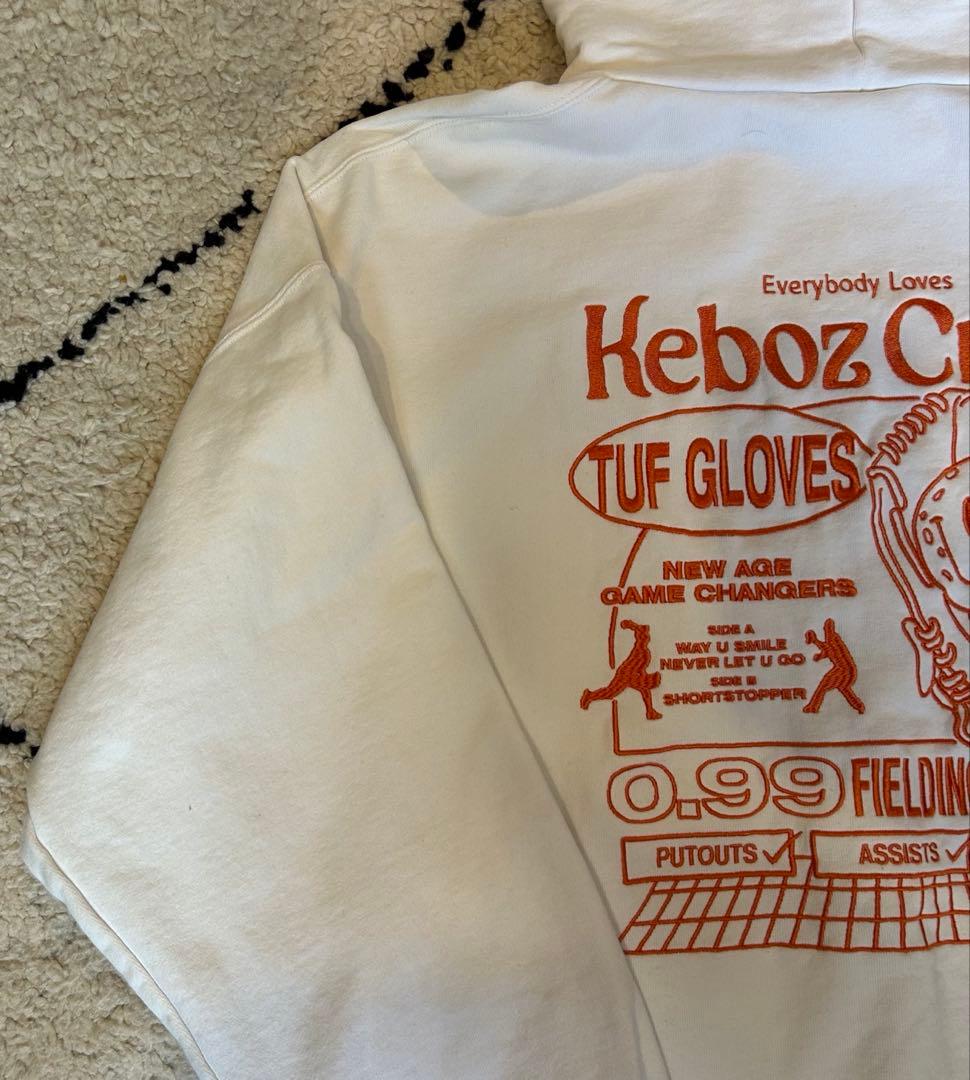 Everybody Loves
Keboz
TUF GLOVES
NEW AGE
GAME CHANGERS
SIDE A
WAY U SMILE
NEVER LET U GO
SIDE B
SHORTSTOPPER
0.99 FIELDING
PUTOUTS ASSISTS